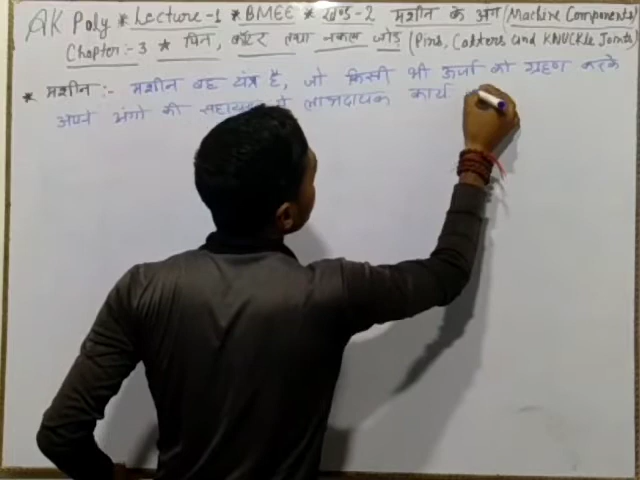 AK Poly * Lecture-1 * BMEE * खण्ड-2 मशीन के अंग (Machine Components)
Chapter:-3 * पिन, कॉटर तथा नकल जोड़ (Pins, Cotters and KNUCKLE Joints)
* मशीन:- मशीन वह यंत्र है, जो किसी भी ऊर्जा को ग्रहण करके
अपने अंगो की से लाभदायक कार्य